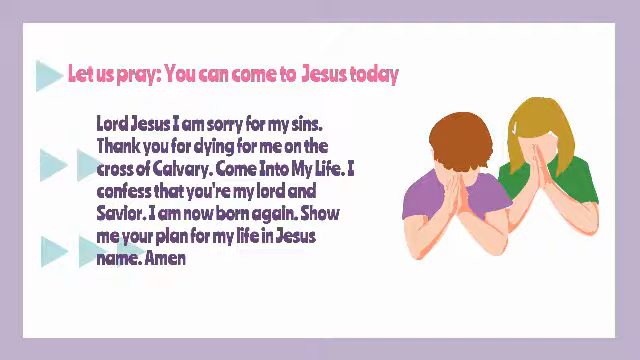 Let us pray: You can come to Jesus today
Lord Jesus I am sorry for my sins.
Thank you for dying for me on the
cross of Calvary. Come Into My Life. I
confess that you're my lord and
Savior. I am now born again. Show
me your plan for my life in Jesus
name. Amen